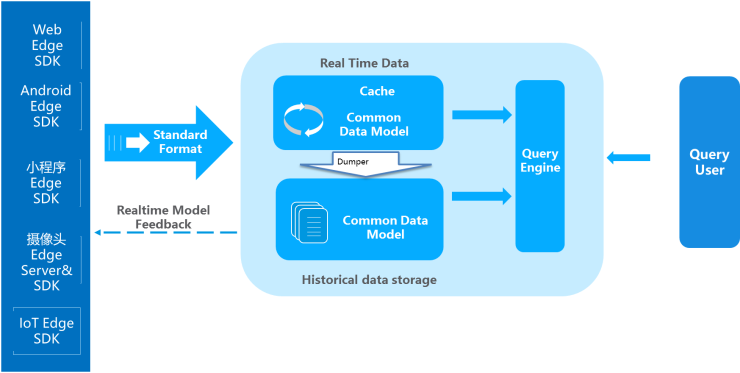 Web
Edge
SDK
Android
Edge
SDK
小程序
Edge
SDK
摄像头
Edge
Server&
SDK
IoT Edge
SDK
Standard
Format
Realtime Model
Feedback
Real Time Data
Cache
Common
Data Model
Dumper
Common Data
Model
Historical data storage
Query
Engine
Query
User